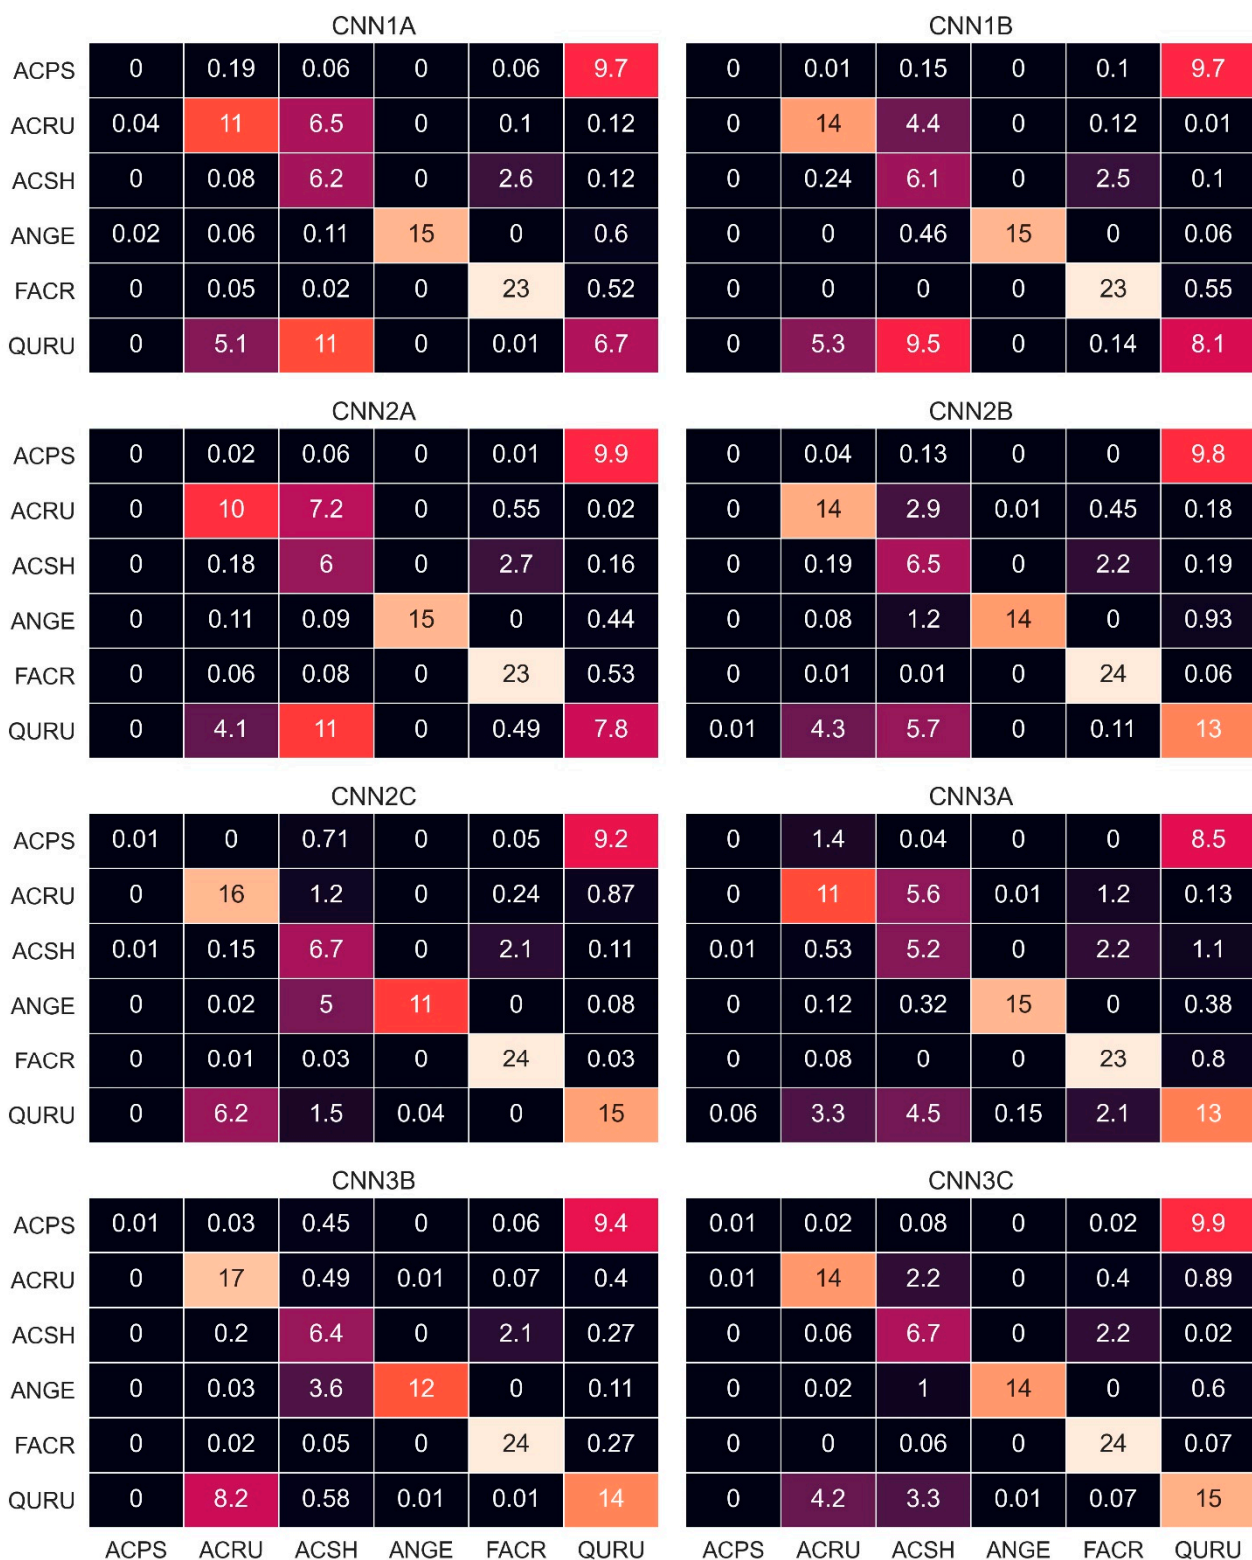 CNN1A CNN1B
ACPS 0 0.19 0.06 0 0.06 9.7 0 0.01 0.15 0 0.1 9.7
ACRU 0.04 11 6.5 0 0.1 0.12 0 14 4.4 0 0.12 0.01
ACSH 0 0.08 6.2 0 2.6 0.12 0 0.24 6.1 0 2.5 0.1
ANGE 0.02 0.06 0.11 15 0 0.6 0 0 0.46 15 0 0.06
FACR 0 0.05 0.02 0 23 0.52 0 0 0 0 23 0.55
QURU 0 5.1 11 0 0.01 6.7 0 5.3 9.5 0 0.14 8.1
CNN2A CNN2B
ACPS 0 0.02 0.06 0 0.01 9.9 0 0.04 0.13 0 0 9.8
ACRU 0 10 7.2 0 0.55 0.02 0 14 2.9 0.01 0.45 0.18
ACSH 0 0.18 6 0 2.7 0.16 0 0.19 6.5 0 2.2 0.19
ANGE 0 0.11 0.09 15 0 0.44 0 0.08 1.2 14 0 0.93
FACR 0 0.06 0.08 0 23 0.53 0 0.01 0.01 0 24 0.06
QURU 0 4.1 11 0 0.49 7.8 0.01 4.3 5.7 0 0.11 13
CNN2C CNN3A
ACPS 0.01 0 0.71 0 0.05 9.2 0 1.4 0.04 0 0 8.5
ACRU 0 16 1.2 0 0.24 0.87 0 11 5.6 0.01 1.2 0.13
ACSH 0.01 0.15 6.7 0 2.1 0.11 0.01 0.53 5.2 0 2.2 1.1
ANGE 0 0.02 5 11 0 0.08 0 0.12 0.32 15 0 0.38
FACR 0 0.01 0.03 0 24 0.03 0 0.08 0 0 23 0.8
QURU 0 6.2 1.5 0.04 0 15 0.06 3.3 4.5 0.15 2.1 13
CNN3B CNN3C
ACPS 0.01 0.03 0.45 0 0.06 9.4 0.01 0.02 0.08 0 0.02 9.9
ACRU 0 17 0.49 0.01 0.07 0.4 0.01 14 2.2 0 0.4 0.89
ACSH 0 0.2 6.4 0 2.1 0.27 0 0.06 6.7 0 2.2 0.02
ANGE 0 0.03 3.6 12 0 0.11 0 0.02 1 14 0 0.6
FACR 0 0.02 0.05 0 24 0.27 0 0 0.06 0 24 0.07
QURU 0 8.2 0.58 0.01 0.01 14 0 4.2 3.3 0.01 0.07 15
ACPS ACRU ACSH ANGE FACR QURU ACPS ACRU ACSH ANGE FACR QURU